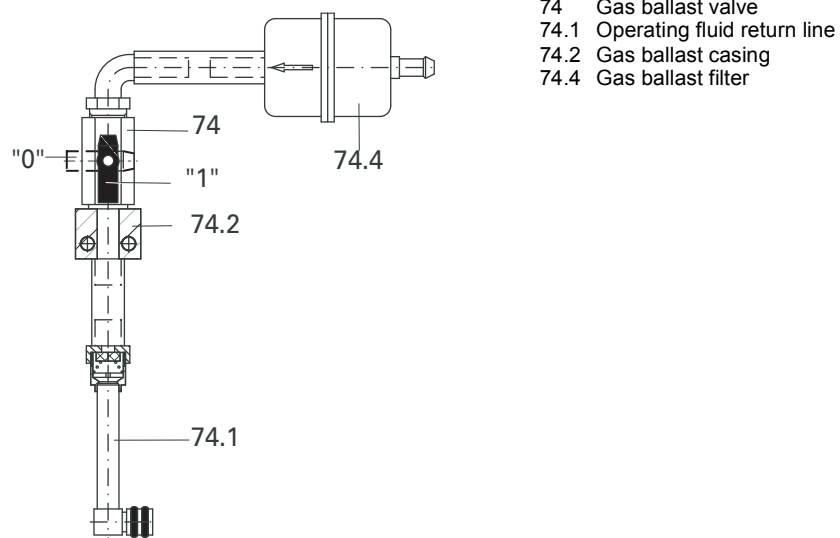 74 Gas ballast valve
74.1 Operating fluid return line
74.2 Gas ballast casing
74.4 Gas ballast filter
74
"0"
74.4
"1"
74.2
74.1